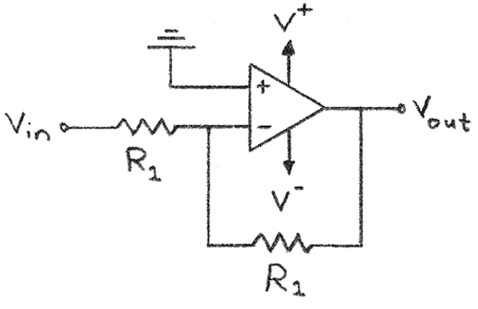 V+
+
Vin
R1
-
Vout
V-
R1